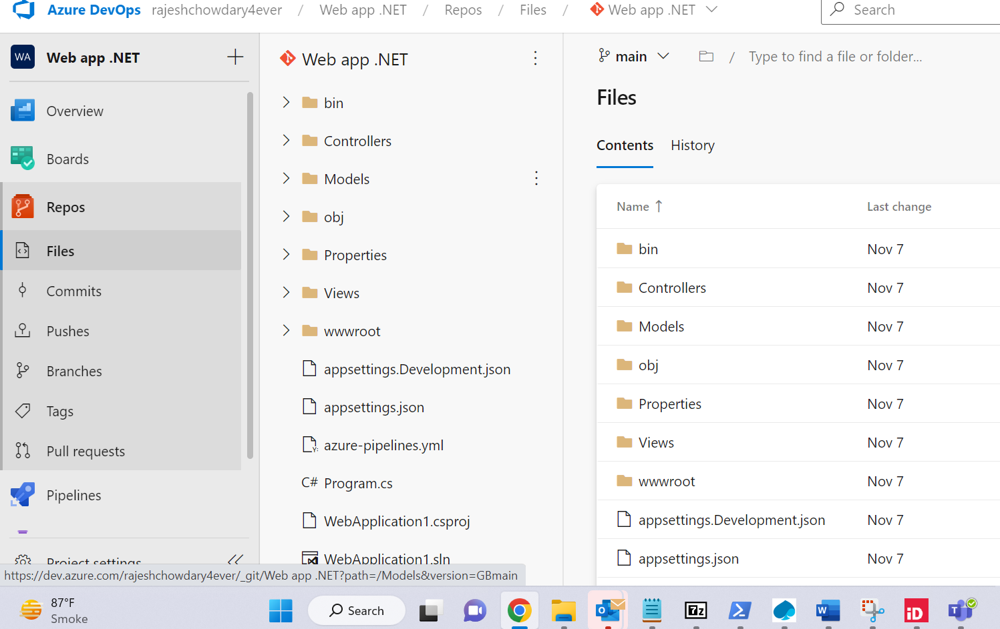 Azure DevOps rajeshchowdary4ever / Web app .NET / Repos / Files / Web app .NET
Search
WA Web app .NET
Overview
Boards
Repos
Files
Commits
Pushes
Branches
Tags
Pull requests
Pipelines
Project settings
Web app .NET
bin
Controllers
Models
obj
Properties
Views
wwwroot
appsettings.Development.json
appsettings.json
azure-pipelines.yml
C# Program.cs
WebApplication1.csproj
WebApplication1.sln
main / Type to find a file or folder...
Files
Contents History
Name ↑ Last change
bin Nov 7
Controllers Nov 7
Models Nov 7
obj Nov 7
Properties Nov 7
Views Nov 7
wwwroot Nov 7
appsettings.Development.json Nov 7
appsettings.json Nov 7
https://dev.azure.com/rajeshchowdary4ever/_git/Web app .NET?path=/Models&version=GBmain
87°F
Smoke
Search
O
7z
W
iD
T